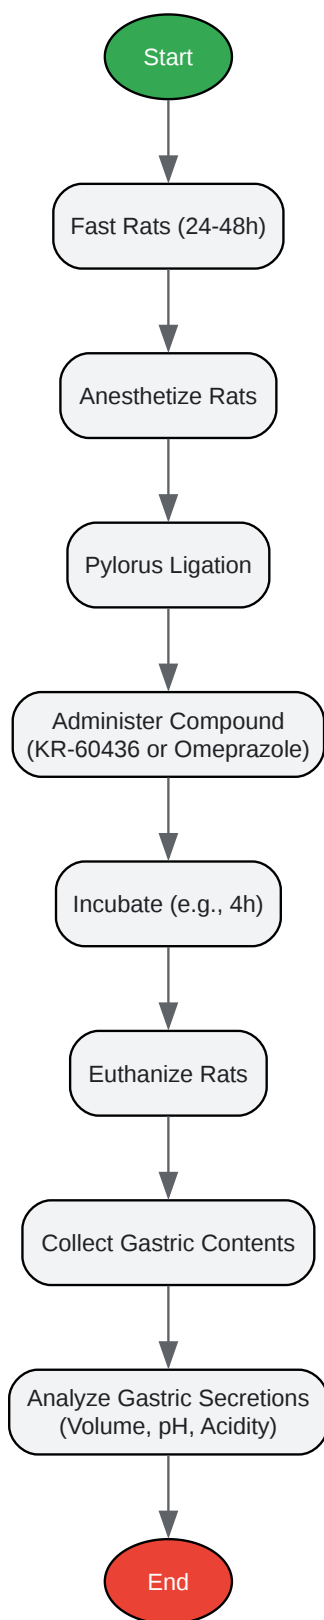 Start
Fast Rats (24-48h)
Anesthetize Rats
Pylorus Ligation
Administer Compound
(KR-60436 or Omeprazole)
Incubate (e.g., 4h)
Euthanize Rats
Collect Gastric Contents
Analyze Gastric Secretions
(Volume, pH, Acidity)
End